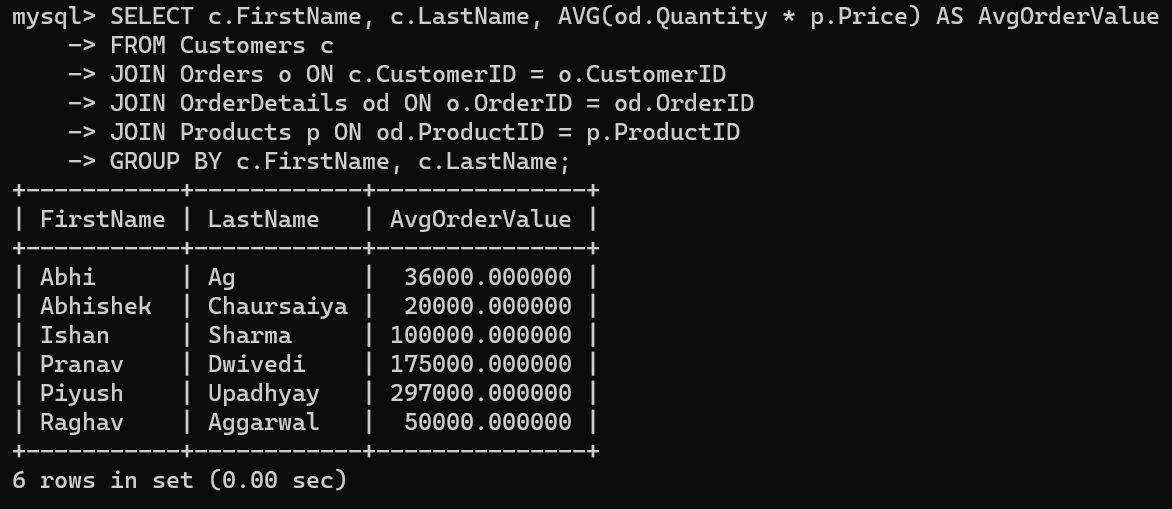 mysql> SELECT c.FirstName, c.LastName, AVG(od.Quantity * p.Price) AS AvgOrderValue
    -> FROM Customers c
    -> JOIN Orders o ON c.CustomerID = o.CustomerID
    -> JOIN OrderDetails od ON o.OrderID = od.OrderID
    -> JOIN Products p ON od.ProductID = p.ProductID
    -> GROUP BY c.FirstName, c.LastName;
+-----------+------------+---------------+
| FirstName | LastName   | AvgOrderValue |
+-----------+------------+---------------+
| Abhi      | Ag         |  36000.000000 |
| Abhishek  | Chaursaiya |  20000.000000 |
| Ishan     | Sharma     | 100000.000000 |
| Pranav    | Dwivedi    | 175000.000000 |
| Piyush    | Upadhyay   | 297000.000000 |
| Raghav    | Aggarwal   |  50000.000000 |
+-----------+------------+---------------+
6 rows in set (0.00 sec)